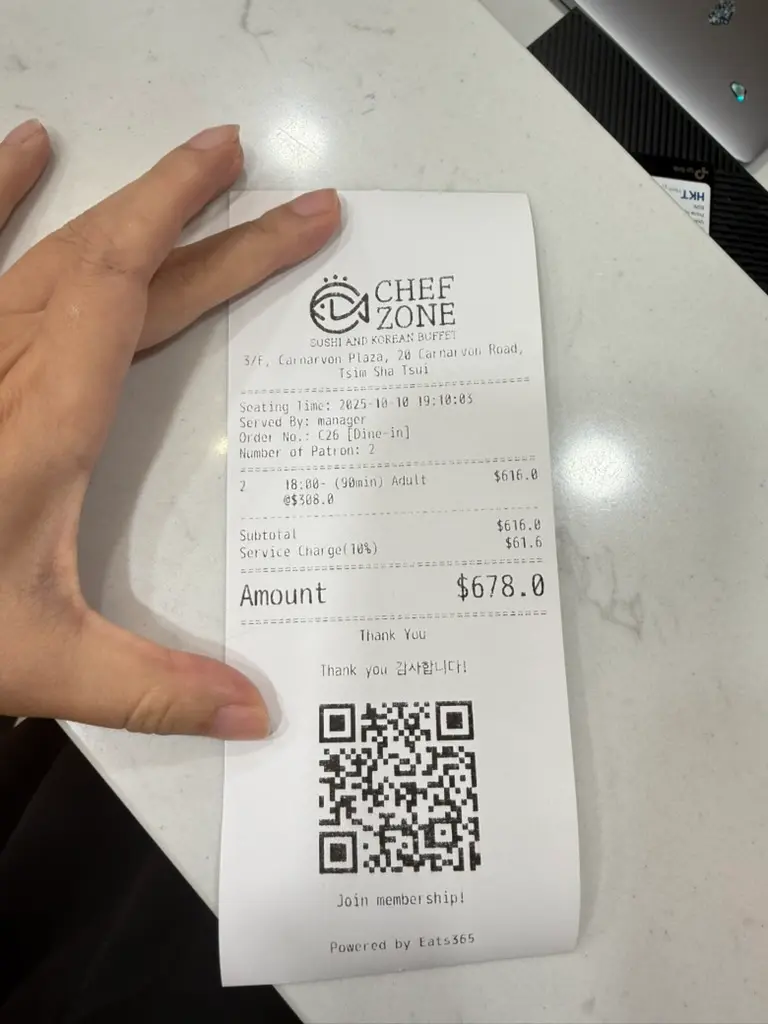 CHEF
ZONE
SUSHI AND KOREAN BUFFET
3/F, Carnarvon Plaza, 20 Carnarvon Road,
Tsim Sha Tsui
Seating Time: 2025-10-10 19:10:03
Served By: manager
Order No.: C26 [Dine-in]
Number of Patron: 2
2 18:00- (90min) Adult $616.0
@$308.0
Subtotal $616.0
Service Charge(10%) $61.6
Amount $678.0
Thank You
Thank you 감사합니다!
Join membership!
Powered by Eats365
HKT